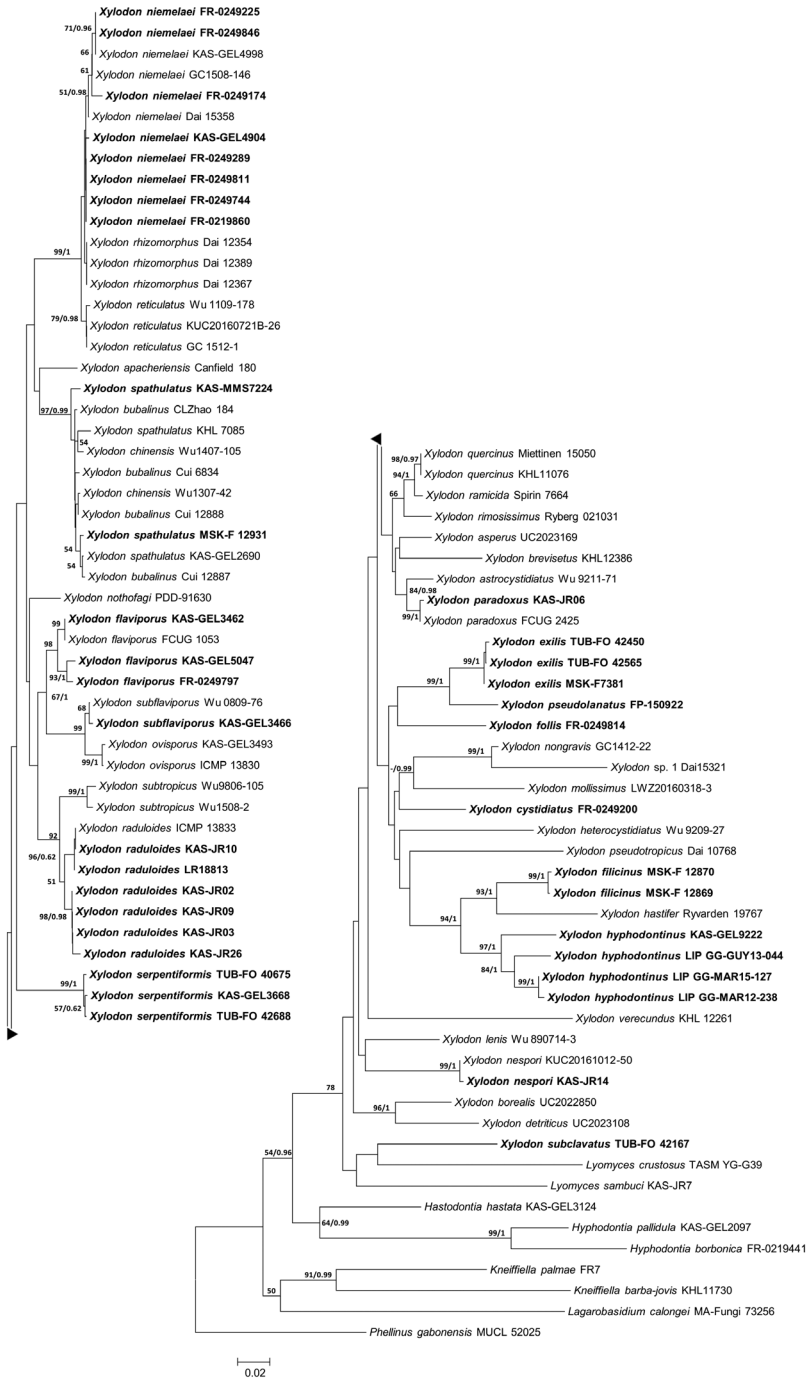 Xylodon niemelaei FR-0249225
71/0.96
Xylodon niemelaei FR-0249846
66
Xylodon niemelaei KAS-GEL4998
61
Xylodon niemelaei GC1508-146
51/0.98
Xylodon niemelaei FR-0249174
Xylodon niemelaei Dai 15358
Xylodon niemelaei KAS-GEL4904
Xylodon niemelaei FR-0249289
Xylodon niemelaei FR-0249811
Xylodon niemelaei FR-0249744
Xylodon niemelaei FR-0219860
Xylodon rhizomorphus Dai 12354
99/1
Xylodon rhizomorphus Dai 12389
Xylodon rhizomorphus Dai 12367
Xylodon reticulatus Wu 1109-178
79/0.98
Xylodon reticulatus KUC20160721B-26
Xylodon reticulatus GC 1512-1
Xylodon apacheriensis Canfield 180
Xylodon spathulatus KAS-MMS7224
97/0.99
Xylodon bubalinus CLZhao 184
Xylodon spathulatus KHL 7085
54
Xylodon chinensis Wu1407-105
Xylodon bubalinus Cui 6834
Xylodon chinensis Wu1307-42
Xylodon bubalinus Cui 12888
Xylodon spathulatus MSK-F 12931
54
Xylodon spathulatus KAS-GEL2690
54
Xylodon bubalinus Cui 12887
Xylodon nothofagi PDD-91630
Xylodon flaviporus KAS-GEL3462
99
Xylodon flaviporus FCUG 1053
98
Xylodon flaviporus KAS-GEL5047
93/1
Xylodon flaviporus FR-0249797
67/1
Xylodon subflaviporus Wu 0809-76
68
Xylodon subflaviporus KAS-GEL3466
99
Xylodon ovisporus KAS-GEL3493
99/1
Xylodon ovisporus ICMP 13830
Xylodon subtropicus Wu9806-105
99/1
Xylodon subtropicus Wu1508-2
Xylodon raduloides ICMP 13833
92
Xylodon raduloides KAS-JR10
96/0.62
Xylodon raduloides LR18813
51
Xylodon raduloides KAS-JR02
Xylodon raduloides KAS-JR09
98/0.98
Xylodon raduloides KAS-JR03
Xylodon raduloides KAS-JR26
Xylodon serpentiformis TUB-FO 40675
99/1
Xylodon serpentiformis KAS-GEL3668
57/0.62
Xylodon serpentiformis TUB-FO 42688
Xylodon quercinus Miettinen 15050
98/0.97
Xylodon quercinus KHL11076
94/1
Xylodon ramicida Spirin 7664
66
Xylodon rimosissimus Ryberg 021031
Xylodon asperus UC2023169
Xylodon brevisetus KHL12386
Xylodon astrocystidiatus Wu 9211-71
84/0.98
Xylodon paradoxus KAS-JR06
99/1
Xylodon paradoxus FCUG 2425
Xylodon exilis TUB-FO 42450
99/1
Xylodon exilis TUB-FO 42565
99/1
Xylodon exilis MSK-F7381
Xylodon pseudolanatus FP-150922
Xylodon follis FR-0249814
Xylodon nongravis GC1412-22
99/1
-/0.99
Xylodon sp. 1 Dai15321
Xylodon mollissimus LWZ20160318-3
Xylodon cystidiatus FR-0249200
Xylodon heterocystidiatus Wu 9209-27
Xylodon pseudotropicus Dai 10768
Xylodon filicinus MSK-F 12870
99/1
93/1
Xylodon filicinus MSK-F 12869
Xylodon hastifer Ryvarden 19767
94/1
Xylodon hyphodontinus KAS-GEL9222
97/1
Xylodon hyphodontinus LIP GG-GUY13-044
84/1
Xylodon hyphodontinus LIP GG-MAR15-127
99/1
Xylodon hyphodontinus LIP GG-MAR12-238
Xylodon verecundus KHL 12261
Xylodon lenis Wu 890714-3
Xylodon nespori KUC20161012-50
99/1
Xylodon nespori KAS-JR14
78
Xylodon borealis UC2022850
96/1
Xylodon detriticus UC2023108
Xylodon subclavatus TUB-FO 42167
54/0.96
Lyomyces crustosus TASM YG-G39
Lyomyces sambuci KAS-JR7
Hastodontia hastata KAS-GEL3124
64/0.99
Hyphodontia pallidula KAS-GEL2097
99/1
Hyphodontia borbonica FR-0219441
Kneiffiella palmae FR7
91/0.99
Kneiffiella barba-jovis KHL11730
50
Lagarobasidium calongei MA-Fungi 73256
Phellinus gabonensis MUCL 52025
0.02